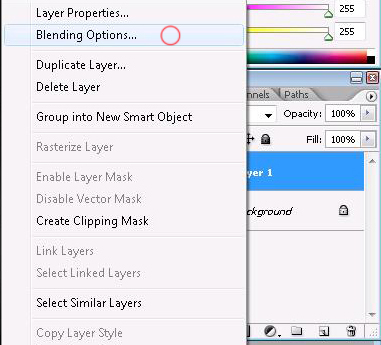 Layer Properties...
Blending Options...
Duplicate Layer...
Delete Layer
Group into New Smart Object
Rasterize Layer
Enable Layer Mask
Disable Vector Mask
Create Clipping Mask
Link Layers
Select Linked Layers
Select Similar Layers
Copy Layer Style
255
255
nnels Paths
Opacity: 100%
Fill: 100%
yer 1
ckground